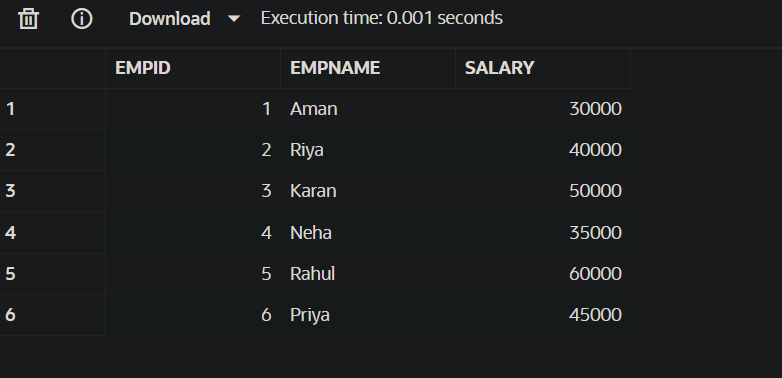 Download Execution time: 0.001 seconds
EMPID EMPNAME SALARY
1 1 Aman 30000
2 2 Riya 40000
3 3 Karan 50000
4 4 Neha 35000
5 5 Rahul 60000
6 6 Priya 45000